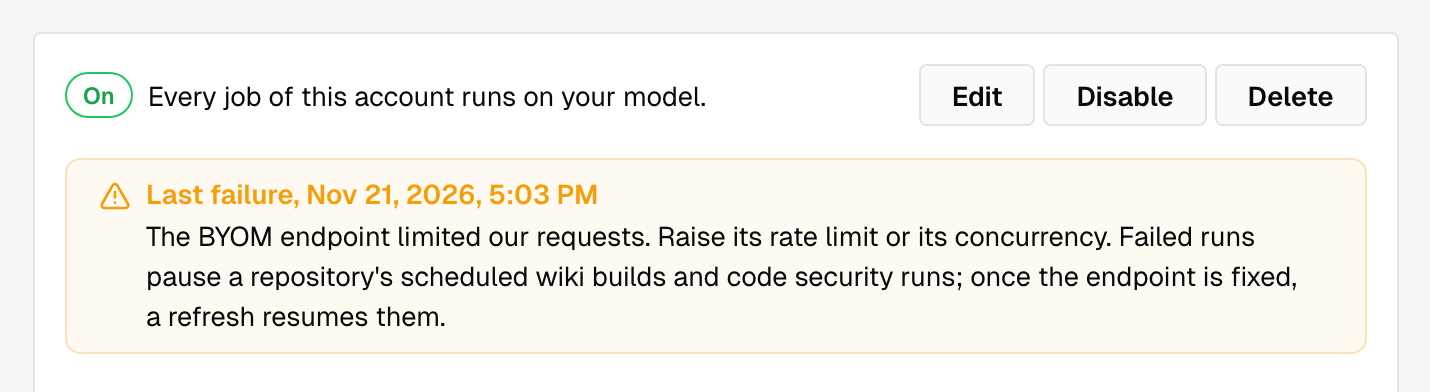 On
Every job of this account runs on your model.
Edit
Disable
Delete
Last failure, Nov 21, 2026, 5:03 PM
The BYOM endpoint limited our requests. Raise its rate limit or its concurrency. Failed runs
pause a repository's scheduled wiki builds and code security runs; once the endpoint is fixed,
a refresh resumes them.